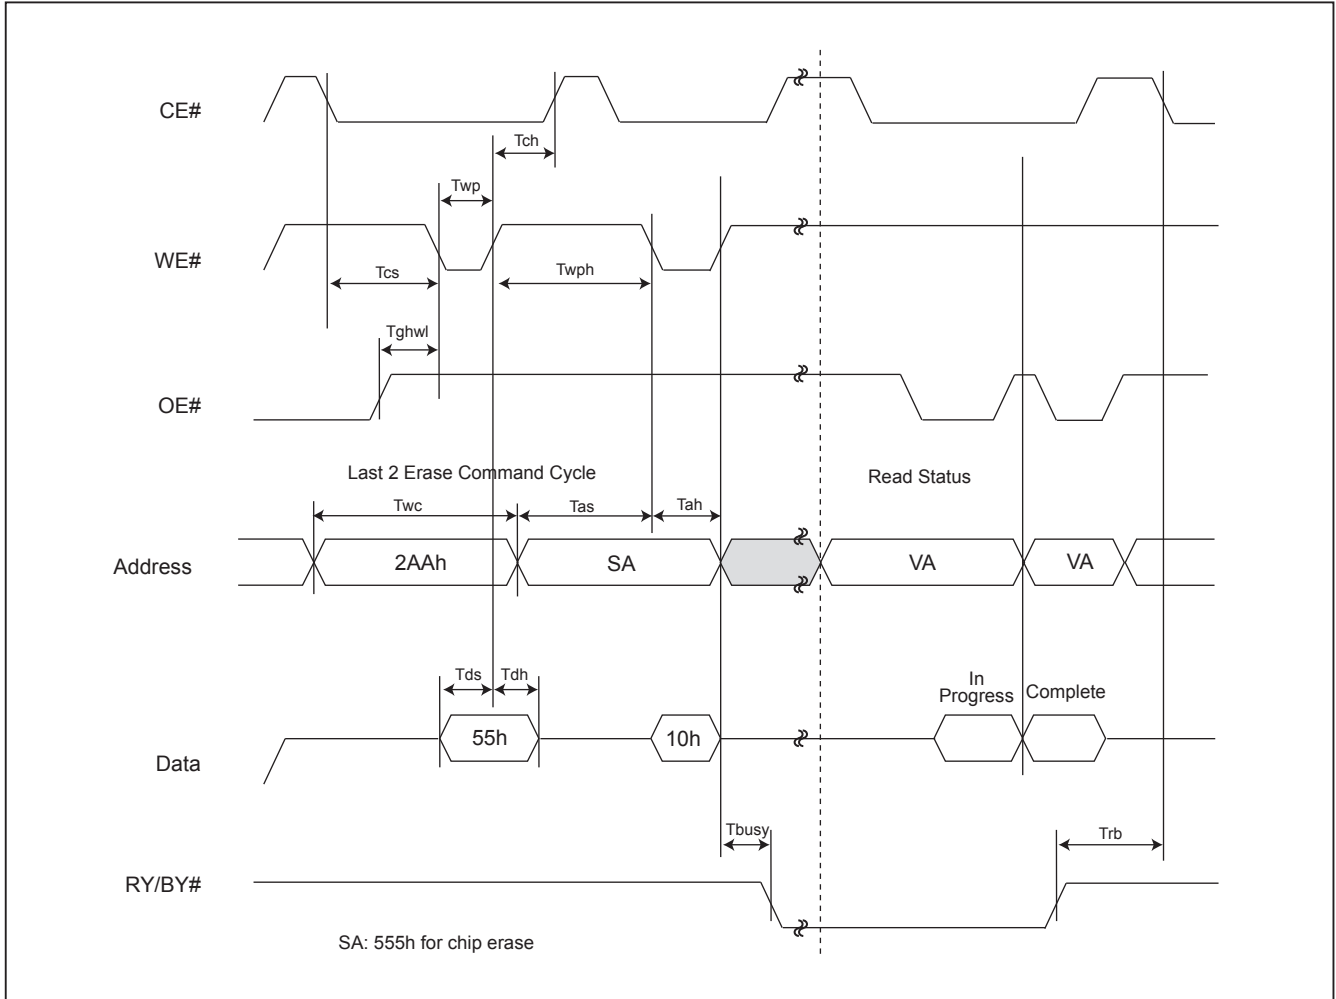 CE#
Tch
Twp
WE#
Tcs
Twph
Tghwl
OE#
Last 2 Erase Command Cycle
Read Status
Twc
Tas
Tah
Address
2AAh
SA
VA
VA
Tds
Tdh
In
Progress
Complete
Data
55h
10h
Tbusy
Trb
RY/BY#
SA: 555h for chip erase